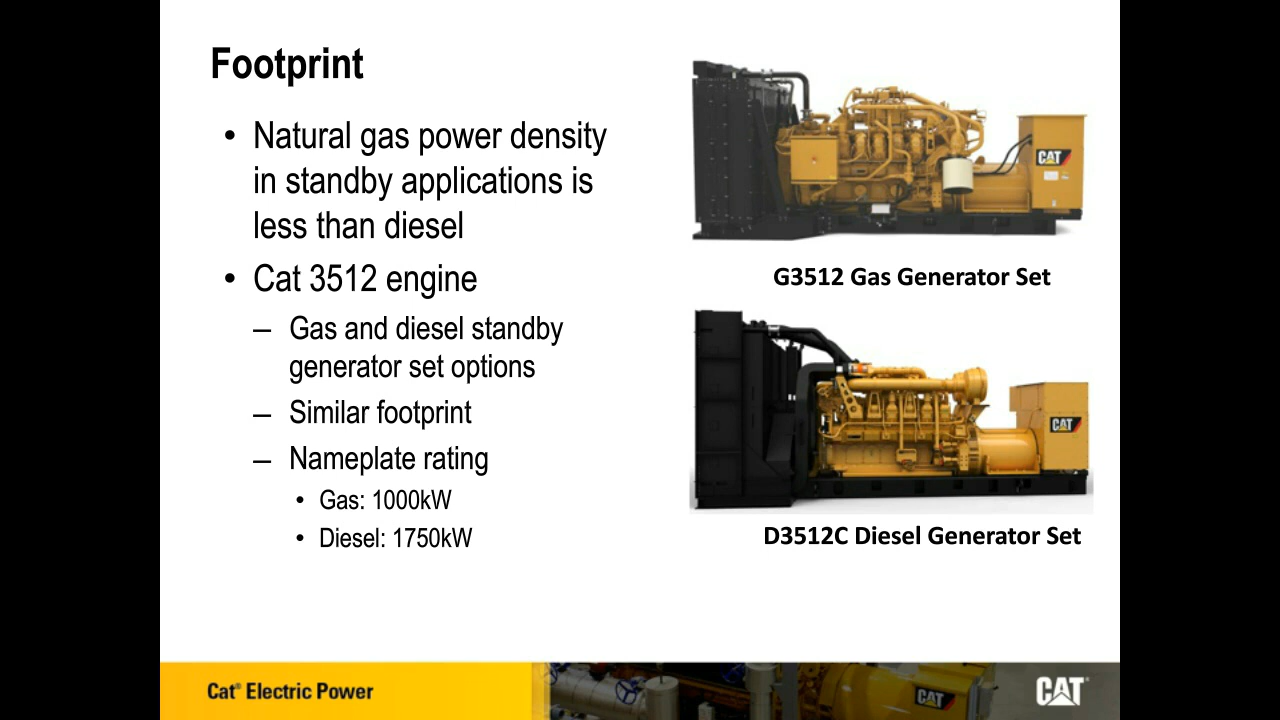 Footprint
• Natural gas power density
in standby applications is
less than diesel
• Cat 3512 engine
– Gas and diesel standby
generator set options
– Similar footprint
– Nameplate rating
• Gas: 1000kW
• Diesel: 1750kW
CAT
G3512 Gas Generator Set
CAT
D3512C Diesel Generator Set
Cat® Electric Power
CAT
CAT®